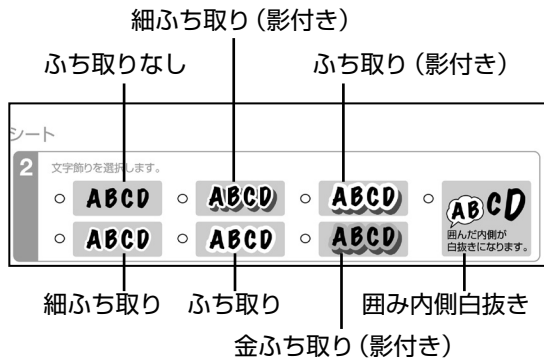 細ふち取り（影付き）
ふち取りなし
ふち取り（影付き）
シート
2
文字飾りを選択します。
ABCD
ABCD
ABCD
ABCD
囲んだ内側が
白抜きになります。
ABCD
ABCD
ABCD
細ふち取り
ふち取り
囲み内側白抜き
金ふち取り（影付き）